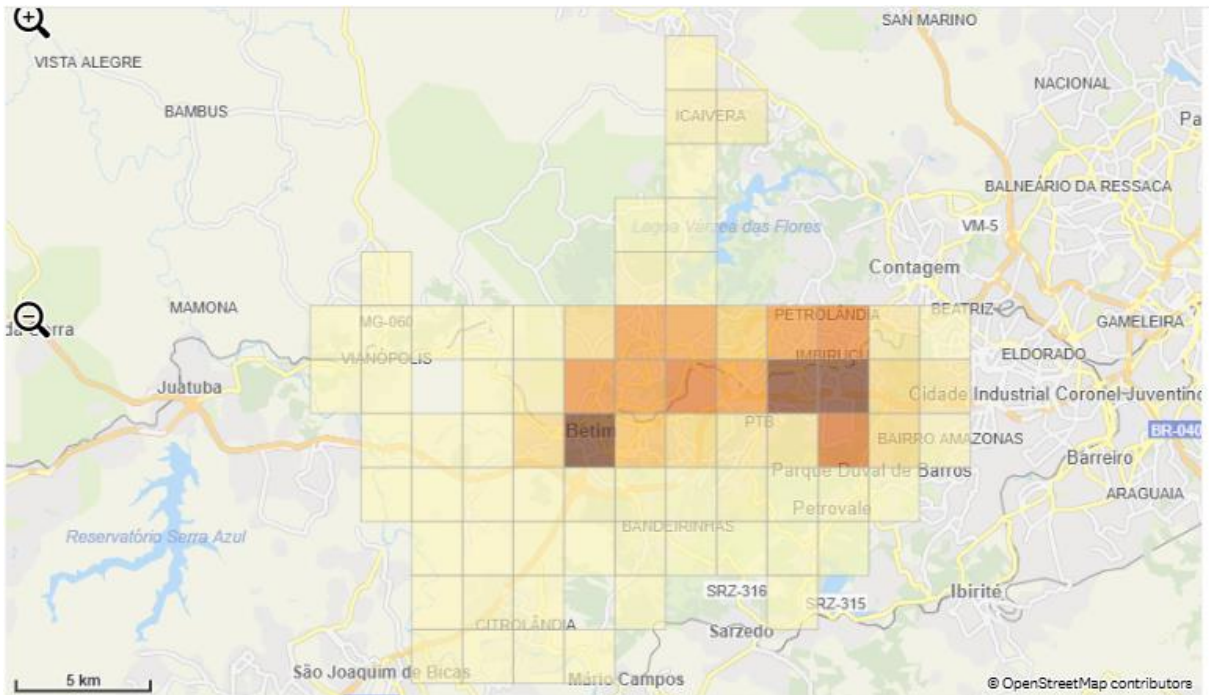 SAN MARINO
VISTA ALEGRE
NACIONAL
BAMBUS
ICAIVERA
Pa
BALNEÁRIO DA RESSACA
Lagoa Várzea das Flores
VM-5
Contagem
MAMONA
BEATRIZ
PETROLÂNDIA
MG-060
GAMELEIRA
da Serra
IMBIRUÇU
ELDORADO
VIANÓPOLIS
Juatuba
Cidade Industrial Coronel Juventino
PTB
Betim
BR-040
BAIRRO AMAZONAS
Barreiro
Parque Duval de Barros
ARAGUAIA
Petrovale
BANDEIRINHAS
Reservatório Serra Azul
SRZ-316
Ibirité
SRZ-315
CITROLÂNDIA
Sarzedo
São Joaquim de Bicas
Mário Campos
5 km
© OpenStreetMap contributors